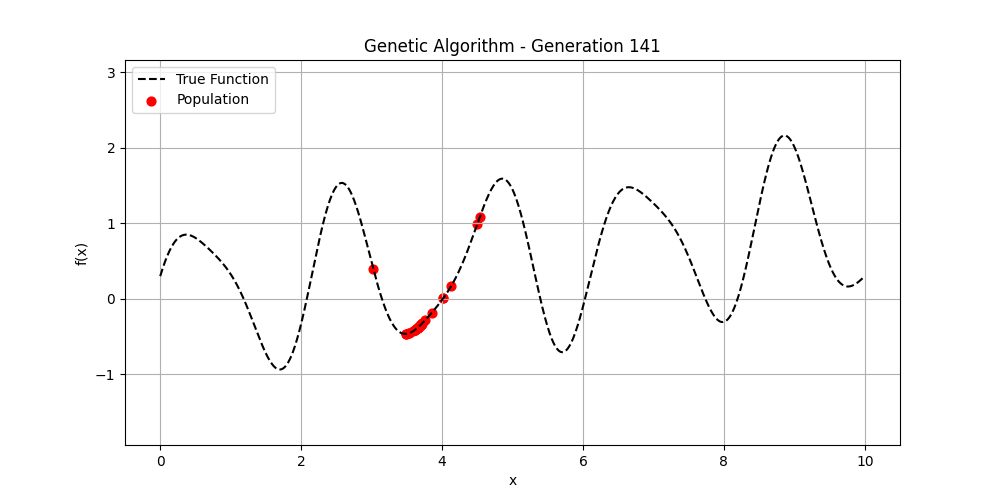 Genetic Algorithm - Generation 141
True Function
Population
f(x)
3
2
1
0
−1
0 2 4 6 8 10
x